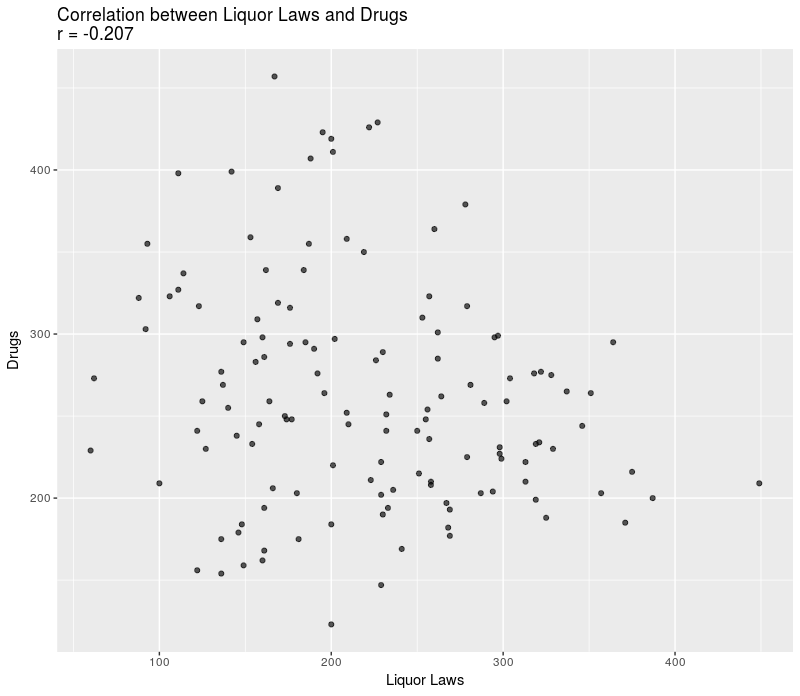 Correlation between Liquor Laws and Drugs
r = -0.207
Drugs
400
300
200
100 200 300 400
Liquor Laws